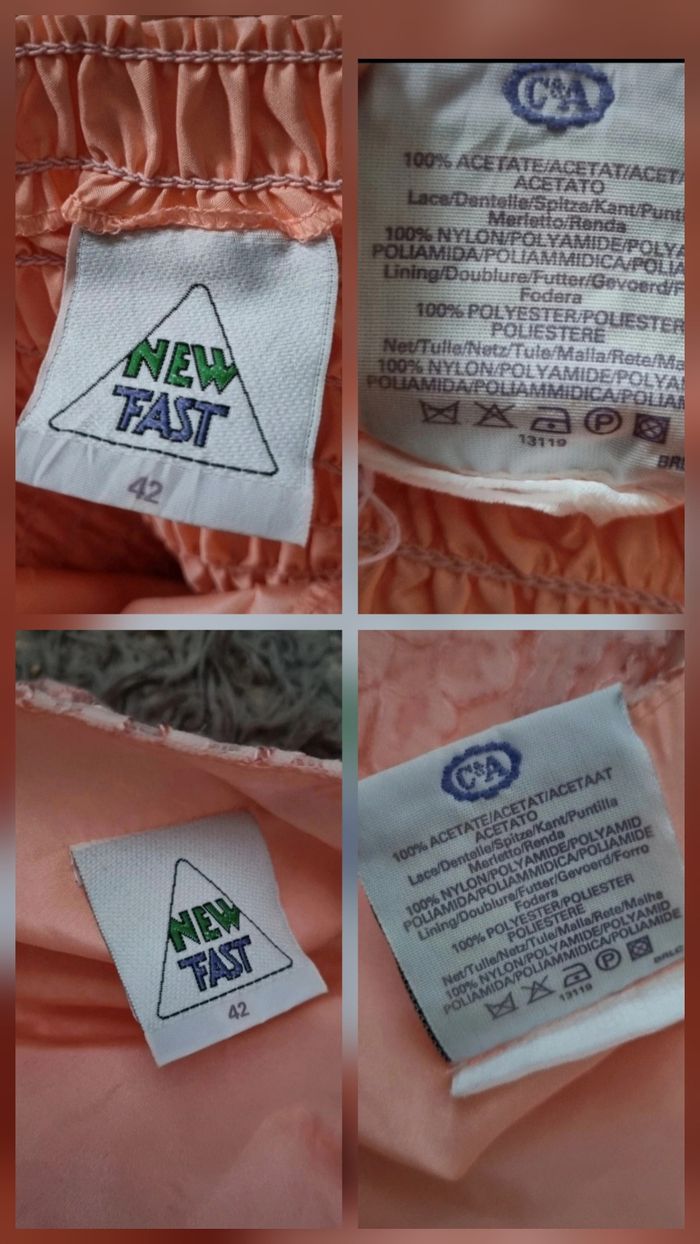 NEW
FAST
42
C&A
100% ACETATE/ACETAT/ACET
ACETATO
Lace/Dentelle/Spitze/Kant/Punti
Merletto/Renda
100% NYLON/POLYAMIDE/POLYA
POLIAMIDA/POLIAMMIDICA/POLIA
Lining/Doublure/Futter/Gevoerd/F
Fodera
100% POLYESTER/POLIESTER
POLIESTERE
Net/Tulle/Netz/Tule/Malla/Rete/Ma
100% NYLON/POLYAMIDE/POLYA
POLIAMIDA/POLIAMMIDICA/POLIAM
P
13119
BRL
NEW
FAST
42
C&A
100% ACETATE/ACETAT/ACETAAT
ACETATO
Lace/Dentelle/Spitze/Kant/Puntilla
Merletto/Renda
100% NYLON/POLYAMIDE/POLYAMID
POLIAMIDA/POLIAMMIDICA/POLIAMIDE
Lining/Doublure/Futter/Gevoerd/Forro
Fodera
100% POLYESTER/POLIESTER
POLIESTERE
Net/Tulle/Netz/Tule/Malla/Rete/Malha
100% NYLON/POLYAMIDE/POLYAMID
POLIAMIDA/POLIAMMIDICA/POLIAMIDE
P
13119